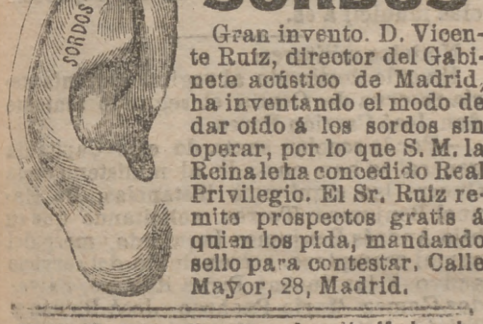 SORDOS
SORDOS
Gran invento. D. Vicen-
te Ruíz, director del Gabi-
nete acústico de Madrid,
ha inventando el modo de
dar oido á los sordos sin
operar, por lo que S. M. la
Reina le ha concedido Real
Privilegio. El Sr. Ruiz re-
mite prospectos gratis á
quien los pida, mandando
sello para contestar. Calle
Mayor, 28, Madrid.